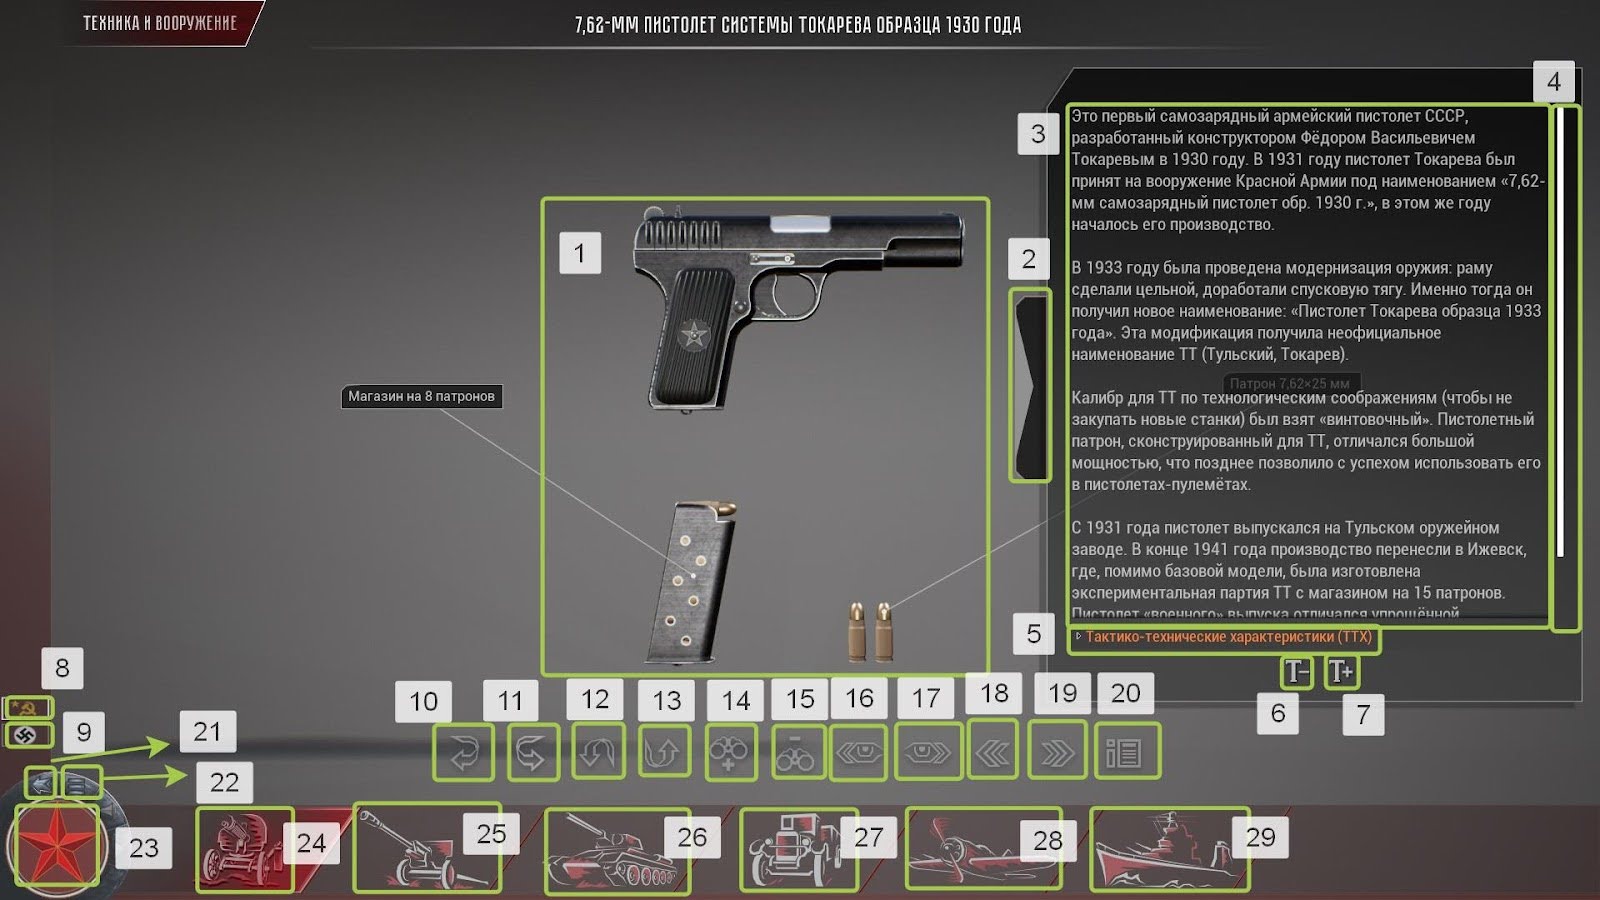 ТЕХНИКА И ВООРУЖЕНИЕ
7,62-ММ ПИСТОЛЕТ СИСТЕМЫ ТОКАРЕВА ОБРАЗЦА 1930 ГОДА
4
3
Это первый самозарядный армейский пистолет СССР,
разработанный конструктором Фёдором Васильевичем
Токаревым в 1930 году. В 1931 году пистолет Токарева был
принят на вооружение Красной Армии под наименованием «7,62-
мм самозарядный пистолет обр. 1930 г.», в этом же году
началось его производство.
В 1933 году была проведена модернизация оружия: раму
сделали цельной, доработали спусковую тягу. Именно тогда он
получил новое наименование: «Пистолет Токарева образца 1933
года». Эта модификация получила неофициальное
наименование ТТ (Тульский, Токарев).
Патрон 7,62×25 мм
Калибр для ТТ по технологическим соображениям (чтобы не
закупать новые станки) был взят «винтовочный». Пистолетный
патрон, сконструированный для ТТ, отличался большой
мощностью, что позднее позволило с успехом использовать его
в пистолетах-пулемётах.
С 1931 года пистолет выпускался на Тульском оружейном
заводе. В конце 1941 года производство перенесли в Ижевск,
где, помимо базовой модели, была изготовлена
экспериментальная партия ТТ с магазином на 15 патронов.
Пистолет «военного» выпуска отличался упрощённой
1
2
Магазин на 8 патронов
5
Тактико-технические характеристики (ТТХ)
T- T+
6
7
8
9
10
11
12
13
14
15
16
17
18
19
20
21
22
23
24
25
26
27
28
29